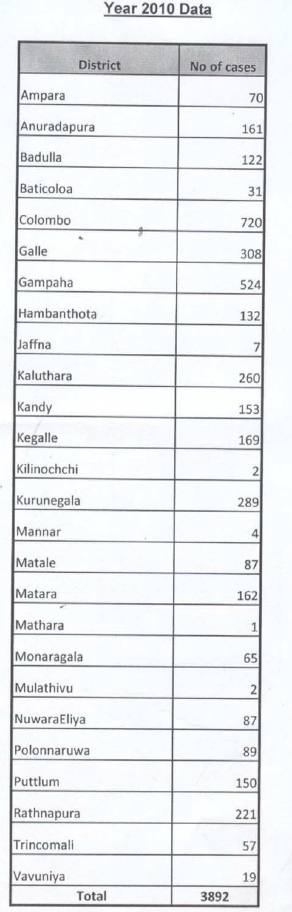 Year 2010 Data
District No of cases
Ampara 70
Anuradapura 161
Badulla 122
Baticoloa 31
Colombo 720
Galle 308
Gampaha 524
Hambanthota 132
Jaffna 7
Kaluthara 260
Kandy 153
Kegalle 169
Kilinochchi 2
Kurunegala 289
Mannar 4
Matale 87
Matara 162
Mathara 1
Monaragala 65
Mulathivu 2
NuwaraEliya 87
Polonnaruwa 89
Puttlum 150
Rathnapura 221
Trincomali 57
Vavuniya 19
Total 3892